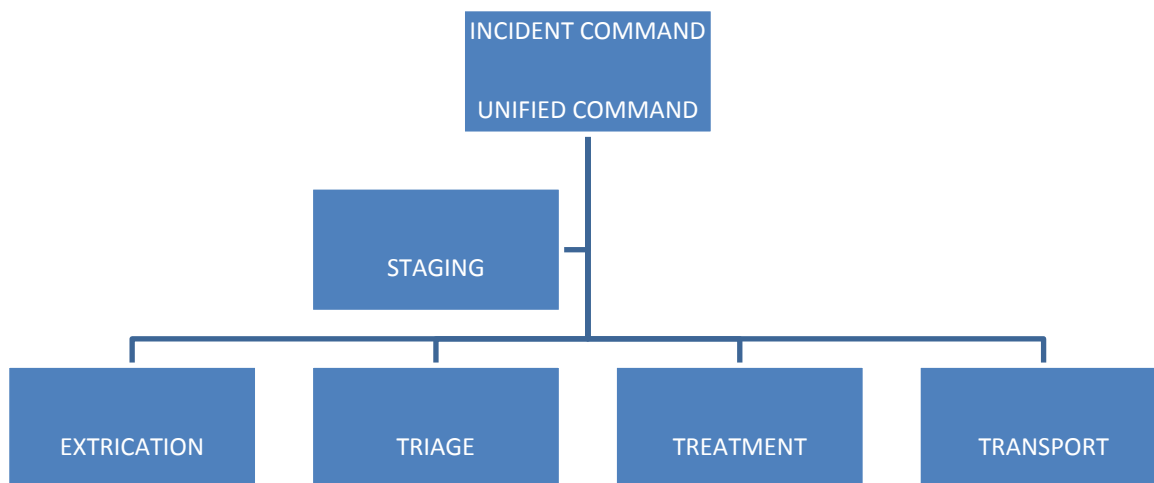 INCIDENT COMMAND
UNIFIED COMMAND
STAGING
EXTRICATION
TRIAGE
TREATMENT
TRANSPORT